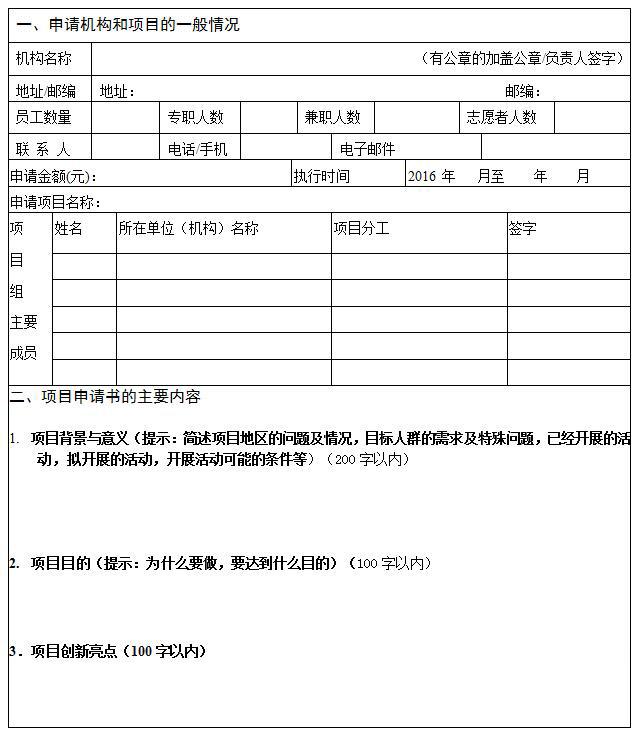 一、申请机构和项目的一般情况
机构名称 （有公章的加盖公章/负责人签字）
地址/邮编 地址： 邮编：
员工数量 专职人数 兼职人数 志愿者人数
联 系 人 电话/手机 电子邮件
申请金额(元)： 执行时间 2016 年 月至 年 月
申请项目名称：
项 姓名 所在单位（机构）名称 项目分工 签字
目
组
主要
成员
二、项目申请书的主要内容
1. 项目背景与意义（提示：简述项目地区的问题及情况，目标人群的需求及特殊问题，已经开展的活
动，拟开展的活动，开展活动可能的条件等）（200 字以内）
2. 项目目的（提示：为什么要做，要达到什么目的）（100 字以内）
3．项目创新亮点（100 字以内）